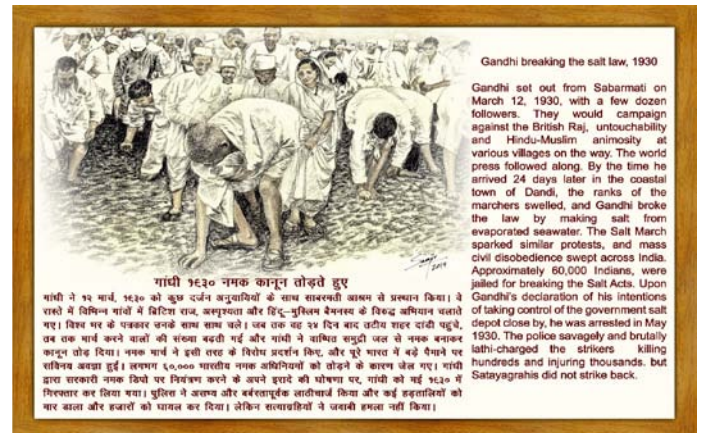 Gandhi breaking the salt law, 1930
Gandhi set out from Sabarmati on
March 12, 1930, with a few dozen
followers. They would campaign
against the British Raj, untouchability
and Hindu-Muslim animosity at
various villages on the way. The world
press followed along. By the time he
arrived 24 days later in the coastal
town of Dandi, the ranks of the
marchers swelled, and Gandhi broke
the law by making salt from
evaporated seawater. The Salt March
sparked similar protests, and mass
civil disobedience swept across India.
Approximately 60,000 Indians, were
jailed for breaking the Salt Acts. Upon
Gandhi's declaration of his intentions
of taking control of the government salt
depot close by, he was arrested in May
1930. The police savagely and brutally
lathi-charged the strikers killing
hundreds and injuring thousands. but
Satayagrahis did not strike back.
2019
गांधी १९३० नमक कानून तोड़ते हुए
गांधी ने १२ मार्च, १९३० को कुछ दर्जन अनुयायियों के साथ साबरमती आश्रम से प्रस्थान किया। वे
रास्ते में विभिन्न गांवों में ब्रिटिश राज, अस्पृश्यता और हिंदू-मुस्लिम बैमनस्य के विरुद्ध अभियान चलाते
गए। विश्व भर के पत्रकार उनके साथ साथ चले। जब तक वह २४ दिन बाद तटीय शहर दांडी पहुचे,
तब तक मार्च करने वालों की संख्या बढती गई और गांधी ने वाष्पित समुद्री जल से नमक बनाकर
कानून तोड़ दिया। नमक मार्च ने इसी तरह के विरोध प्रदर्शन किए, और पूरे भारत में बड़े पैमाने पर
सविनय अवज्ञा हुई। लगभग ६०,००० भारतीय नमक अधिनियमों को तोड़ने के कारण जेल गए। गांधी
द्वारा सरकारी नमक डिपो पर नियंत्रण करने के अपने इरादे की घोषणा पर, गांधी को मई १९३० में
गिरफ्तार कर लिया गया। पुलिस ने असभ्य और बर्बरतापूर्वक लाठीचार्ज किया और कई हड़तालियों को
मार डाला और हजारों को घायल कर दिया। लेकिन सत्याग्रहियों ने जवाबी हमला नहीं किया।